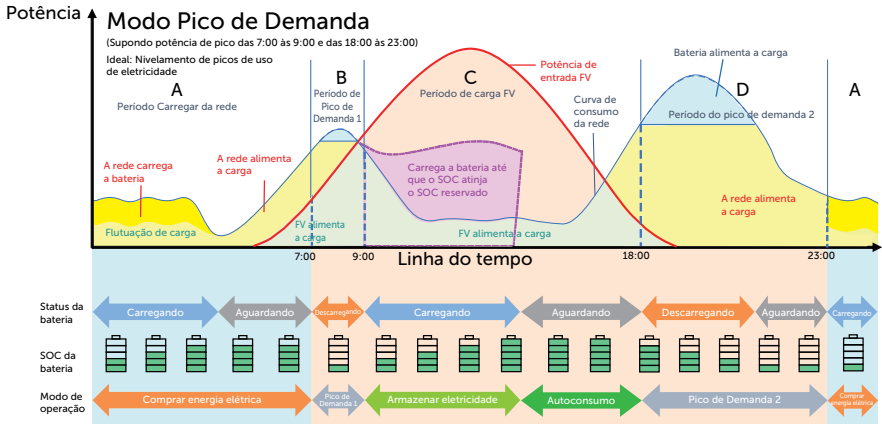 Potência
Modo Pico de Demanda
(Supondo potência de pico das 7:00 às 9:00 e das 18:00 às 23:00)
Ideal: Nivelamento de picos de uso
de eletricidade
A
Período Carregar da rede
B
Período de
Pico de
Demanda 1
C
Período de carga FV
Potência de
entrada FV
Curva de
consumo
da rede
Bateria alimenta a carga
D
Período do pico de demanda 2
A
A rede carrega
a bateria
A rede alimenta
a carga
Carrega a bateria até
que o SOC atinja
o SOC reservado
A rede alimenta
a carga
Flutuação de carga
FV alimenta
a carga
FV alimenta a carga
7:00
9:00
Linha do tempo
18:00
23:00
Status da
bateria
Carregando
Aguardando
Descarregando
Carregando
Aguardando
Descarregando
Aguardando
Carregando
SOC da
bateria
Modo de
operação
Comprar energia elétrica
Pico de
Demanda 1
Armazenar eletricidade
Autoconsumo
Pico de Demanda 2
Comprar
energia elétrica